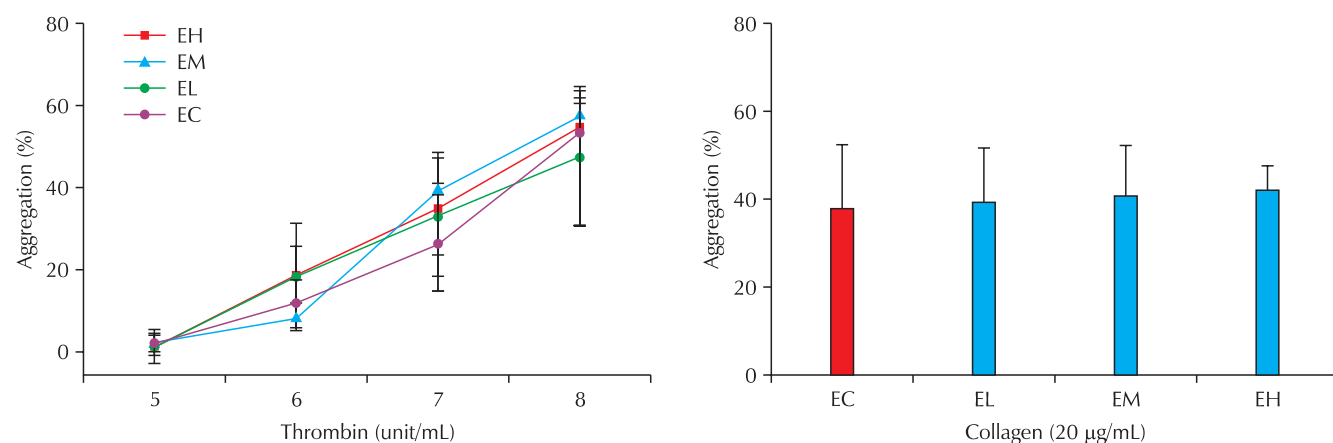 80
60
40
20
0
Aggregation (%)
EH
EM
EL
EC
5 6 7 8
Thrombin (unit/mL)
80
60
40
20
0
Aggregation (%)
EC EL EM EH
Collagen (20 μg/mL)